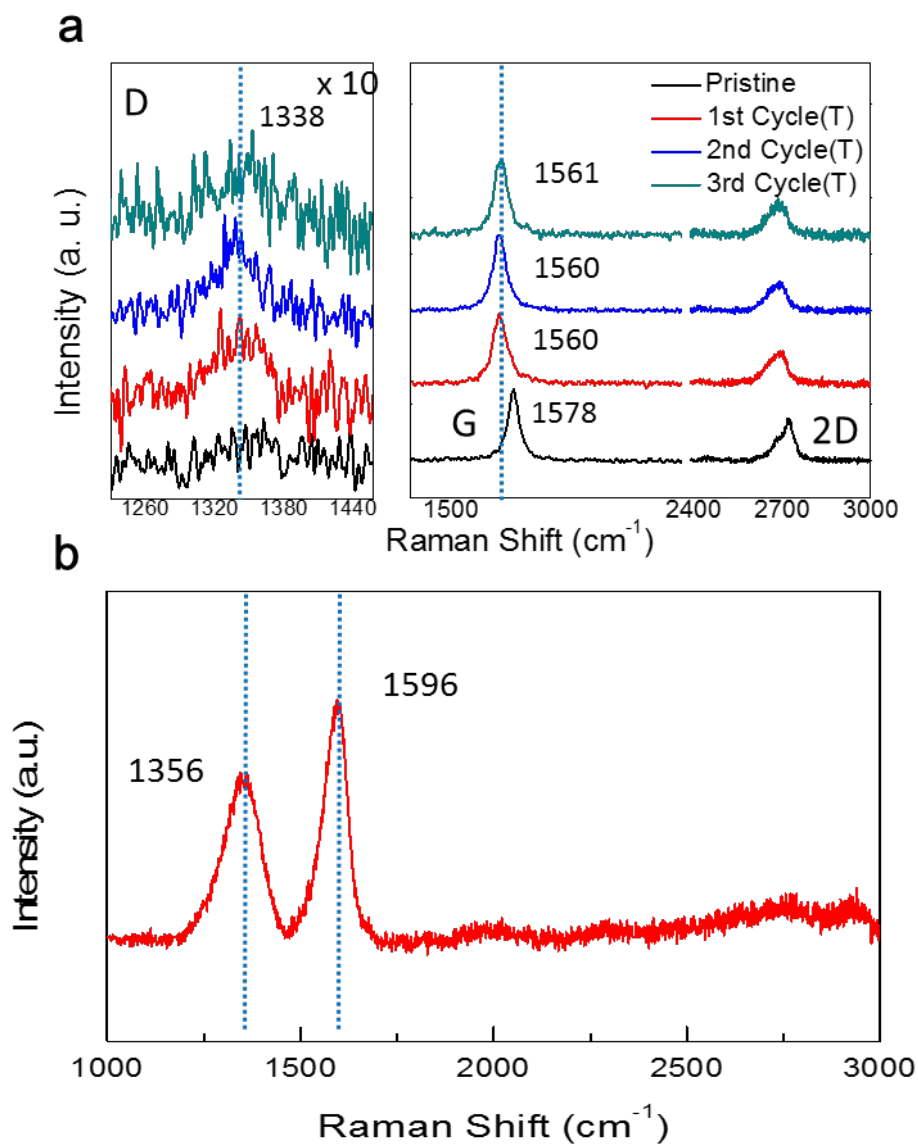 a
D
x 10
1338
Pristine
1st Cycle(T)
2nd Cycle(T)
3rd Cycle(T)
1561
1560
1560
G
1578
2D
Intensity (a. u.)
1260 1320 1380 1440
1500 2400 2700 3000
Raman Shift (cm⁻¹)
b
1596
1356
Intensity (a.u.)
1000 1500 2000 2500 3000
Raman Shift (cm⁻¹)